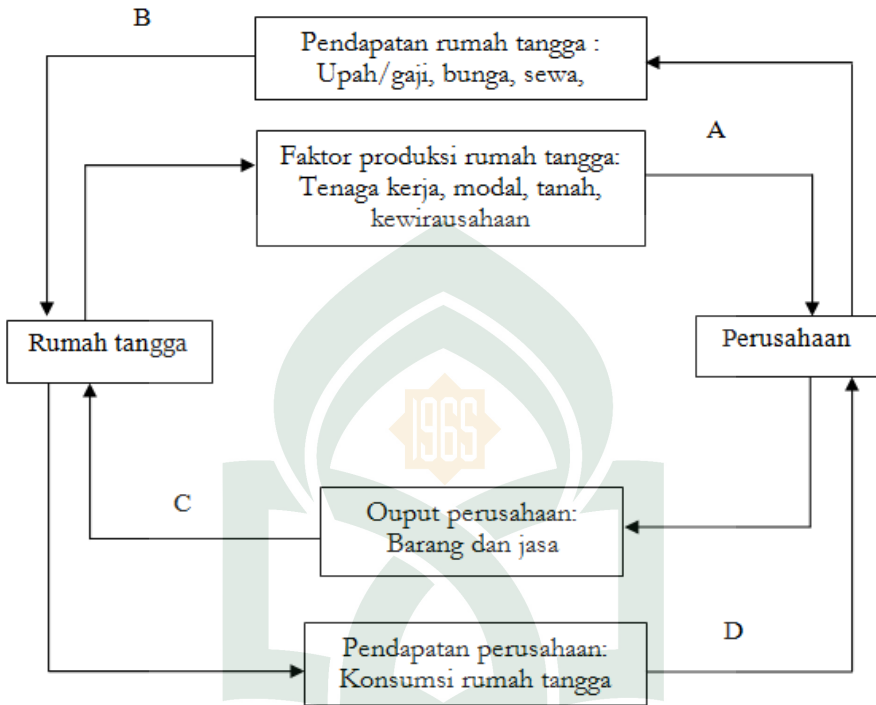 B
Pendapatan rumah tangga :
Upah/gaji, bunga, sewa,
A
Faktor produksi rumah tangga:
Tenaga kerja, modal, tanah,
kewirausahaan
Rumah tangga
Perusahaan
1965
C
Ouput perusahaan:
Barang dan jasa
D
Pendapatan perusahaan:
Konsumsi rumah tangga